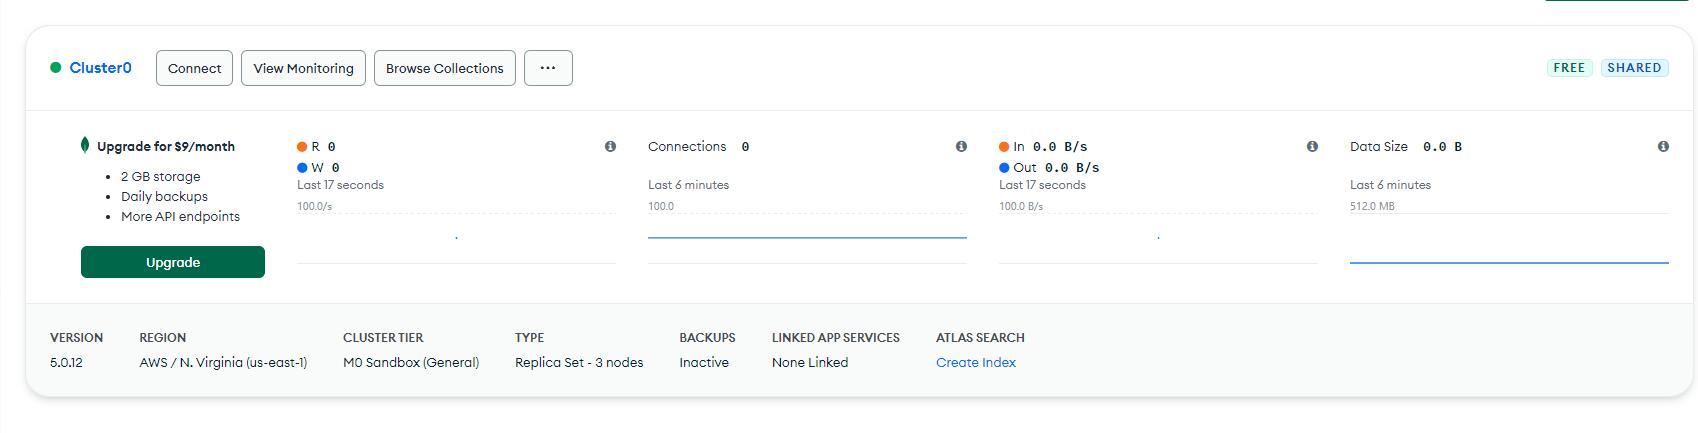 Cluster0
Connect
View Monitoring
Browse Collections
...
FREE
SHARED
Upgrade for $9/month
• 2 GB storage
• Daily backups
• More API endpoints
Upgrade
R 0
W 0
Last 17 seconds
100.0/s
Connections 0
Last 6 minutes
100.0
In 0.0 B/s
Out 0.0 B/s
Last 17 seconds
100.0 B/s
Data Size 0.0 B
Last 6 minutes
512.0 MB
VERSION
5.0.12
REGION
AWS / N. Virginia (us-east-1)
CLUSTER TIER
M0 Sandbox (General)
TYPE
Replica Set - 3 nodes
BACKUPS
Inactive
LINKED APP SERVICES
None Linked
ATLAS SEARCH
Create Index